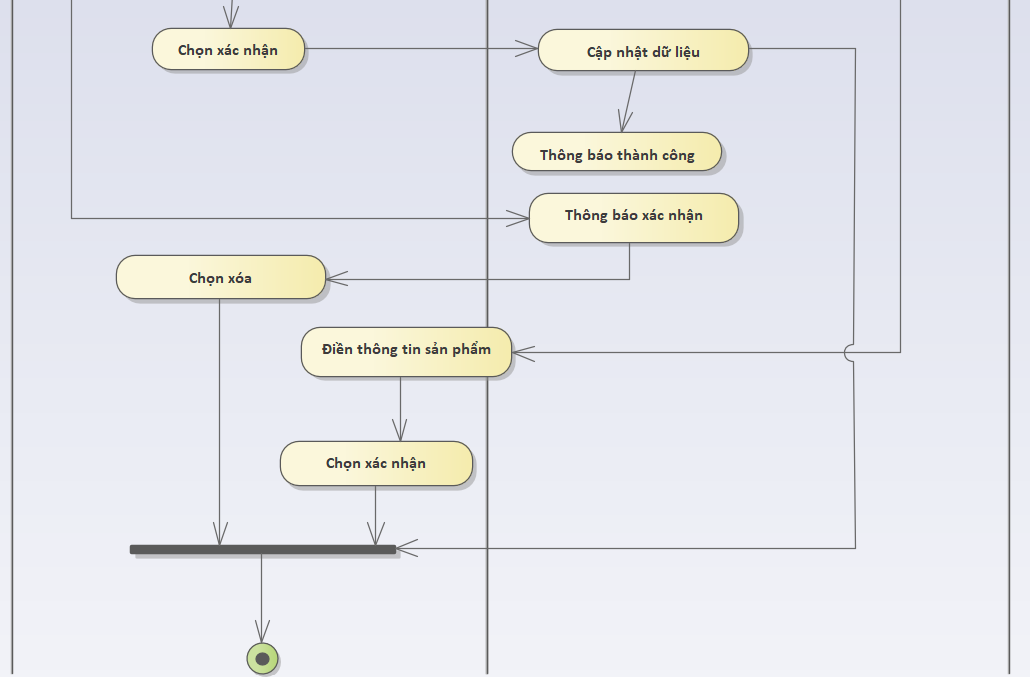 Chọn xác nhận
Cập nhật dữ liệu
Thông báo thành công
Thông báo xác nhận
Chọn xóa
Điền thông tin sản phẩm
Chọn xác nhận